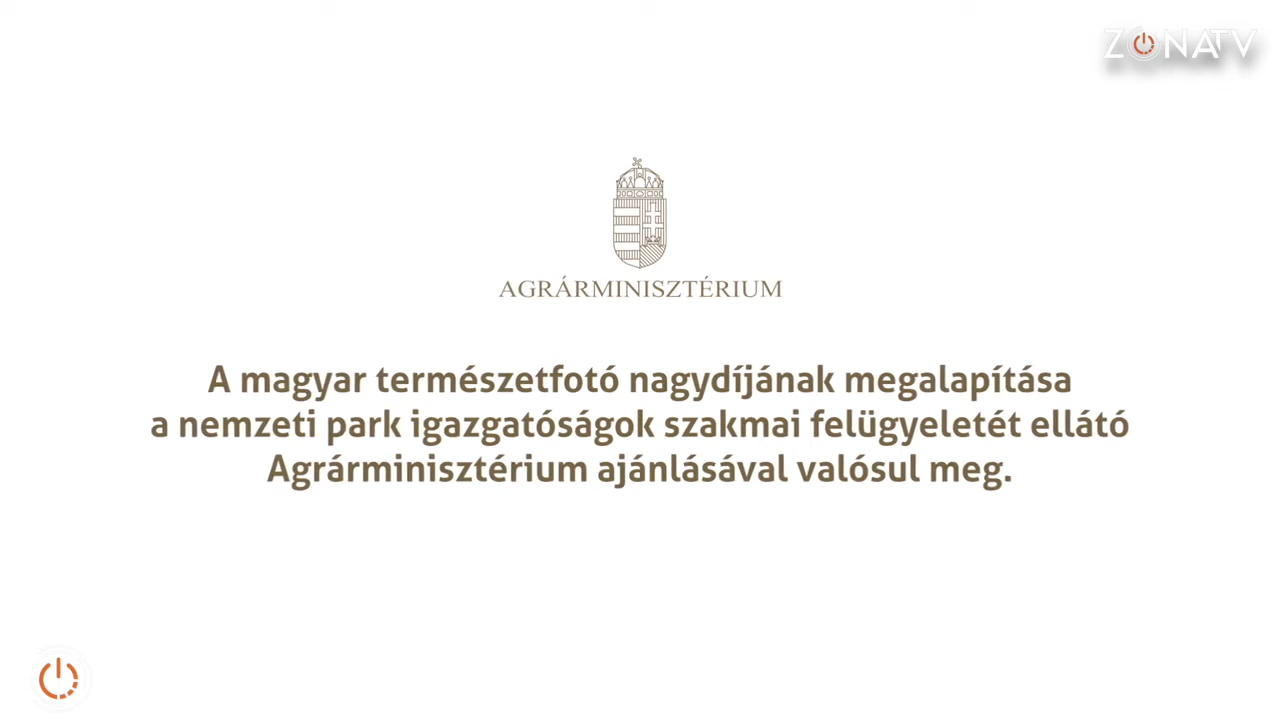 ZONATV
AGRÁRMINISZTÉRIUM
A magyar természetfotó nagydíjának megalapítása
a nemzeti park igazgatóságok szakmai felügyeletét ellátó
Agrárminisztérium ajánlásával valósul meg.